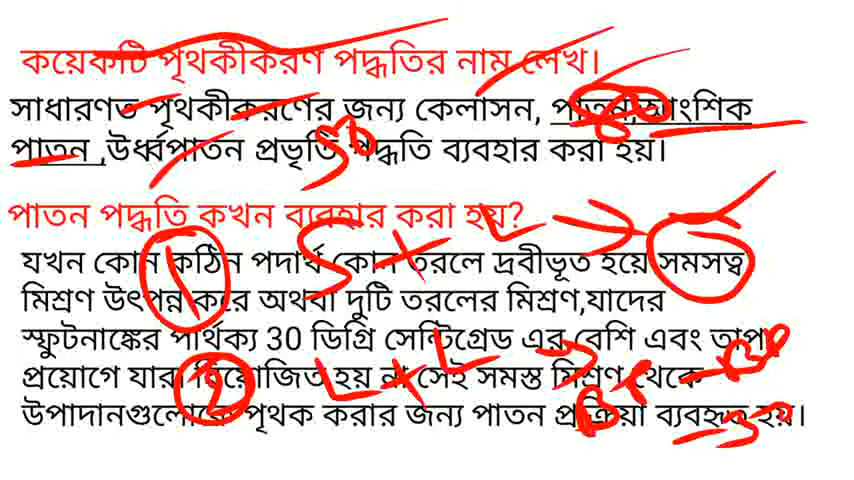 কয়েকটি পৃথকীকরণ পদ্ধতির নাম লেখ।
সাধারণত পৃথকীকরণের জন্য কেলাসন, পাতন,আংশিক
পাতন ,উর্ধ্বপাতন প্রভৃতি পদ্ধতি ব্যবহার করা হয়।
পাতন পদ্ধতি কখন ব্যবহার করা হয়?
যখন কোন কঠিন পদার্থ কোন তরলে দ্রবীভূত হয়ে সমসত্ব
মিশ্রণ উৎপন্ন করে অথবা দুটি তরলের মিশ্রণ,যাদের
স্ফুটনাঙ্কের পার্থক্য 30 ডিগ্রি সেন্টিগ্রেড এর বেশি এবং তাপ
প্রয়োগে যারা বিয়োজিত হয় না সেই সমস্ত মিশ্রণ থেকে
উপাদানগুলোকে পৃথক করার জন্য পাতন প্রক্রিয়া ব্যবহৃত হয়।
1 S + L →
2 L + L →